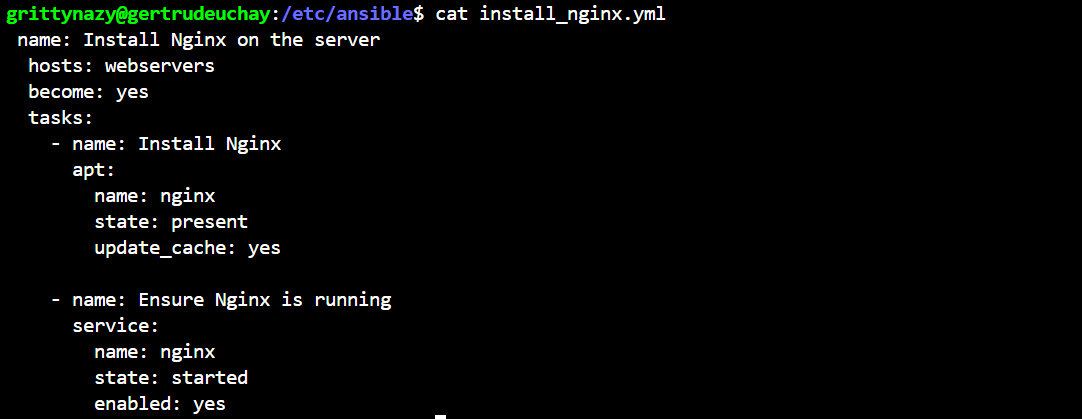 grittynazy@gertrudeuchay:/etc/ansible$ cat install_nginx.yml
 name: Install Nginx on the server
  hosts: webservers
  become: yes
  tasks:
    - name: Install Nginx
      apt:
        name: nginx
        state: present
        update_cache: yes

    - name: Ensure Nginx is running
      service:
        name: nginx
        state: started
        enabled: yes